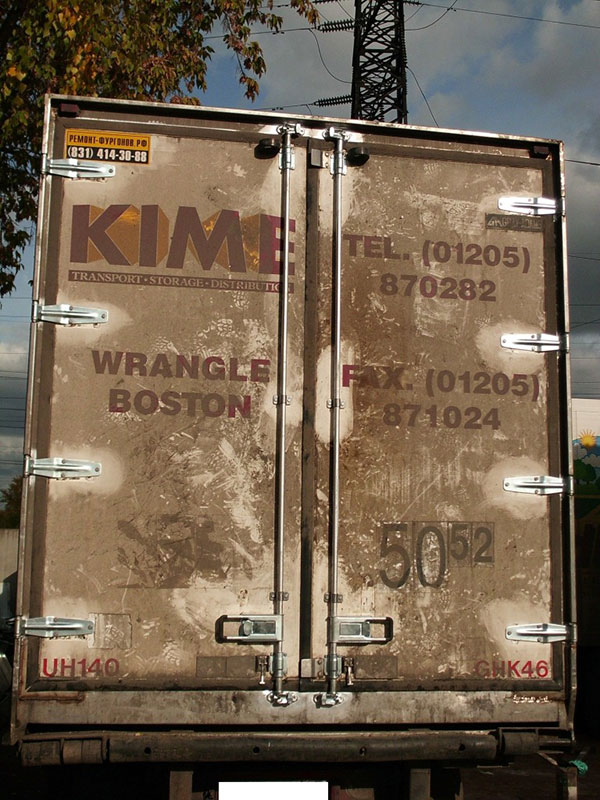 РЕМОНТ-ФУРГОНОВ.РФ
(831) 414-30-88
KIME
TRANSPORT • STORAGE • DISTRIBUTION
WRANGLE
BOSTON
TEL. (01205)
870282
FAX. (01205)
871024
5052
UH140
GHK46